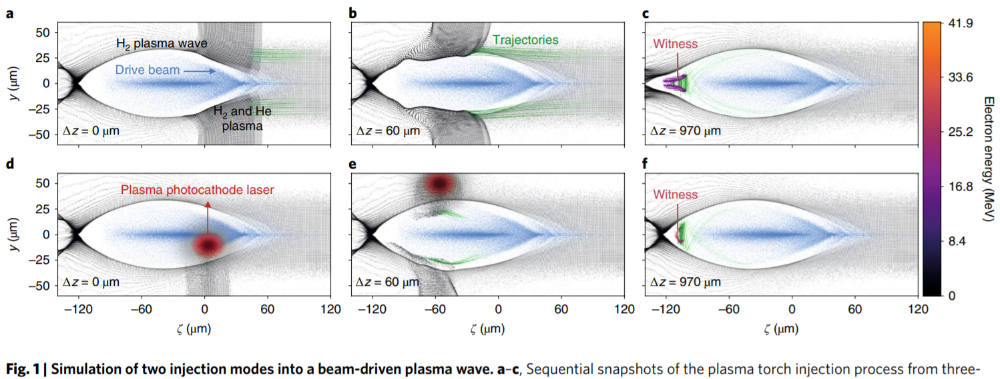 a
b
c
50
25
0
−25
−50
y (μm)
H2 plasma wave
Drive beam
H2 and He
plasma
Δz = 0 μm
Trajectories
Δz = 60 μm
Witness
Δz = 970 μm
41.9
33.6
25.2
16.8
8.4
0
Electron energy (MeV)
d
e
f
50
25
0
−25
−50
y (μm)
Plasma photocathode laser
Δz = 0 μm
Δz = 60 μm
Witness
Δz = 970 μm
−120
−60
0
60
120
−120
−60
0
60
120
−120
−60
0
60
120
ζ (μm)
ζ (μm)
ζ (μm)
Fig. 1 | Simulation of two injection modes into a beam-driven plasma wave. a–c, Sequential snapshots of the plasma torch injection process from three-